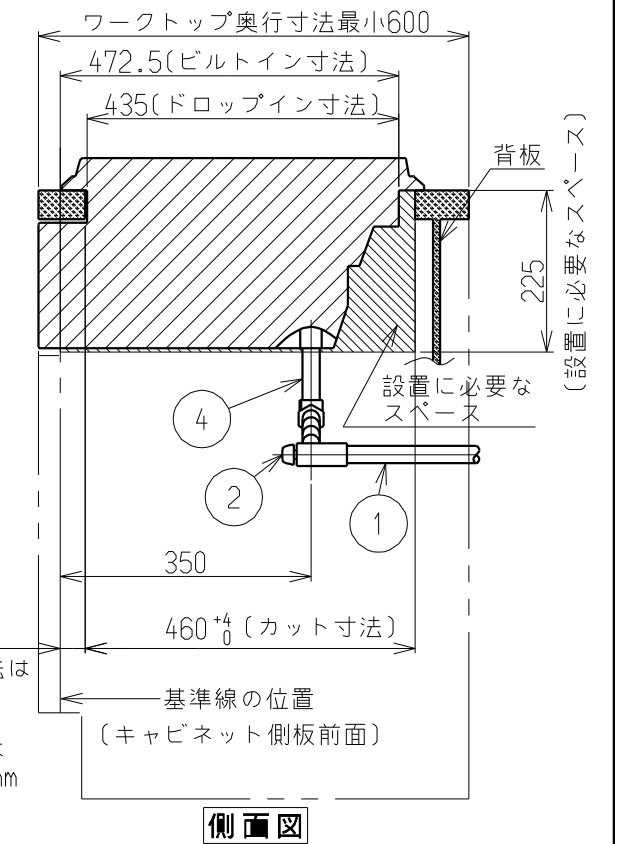 ワークトップ奥行寸法最小600
472.5(ビルトイン寸法)
435(ドロップイン寸法)
背板
(設置に必要なスペース)
225
設置に必要な
スペース
4
2
1
350
460 +4 0 (カット寸法)
法は
基準線の位置
(キャビネット側板前面)
mm
側面図